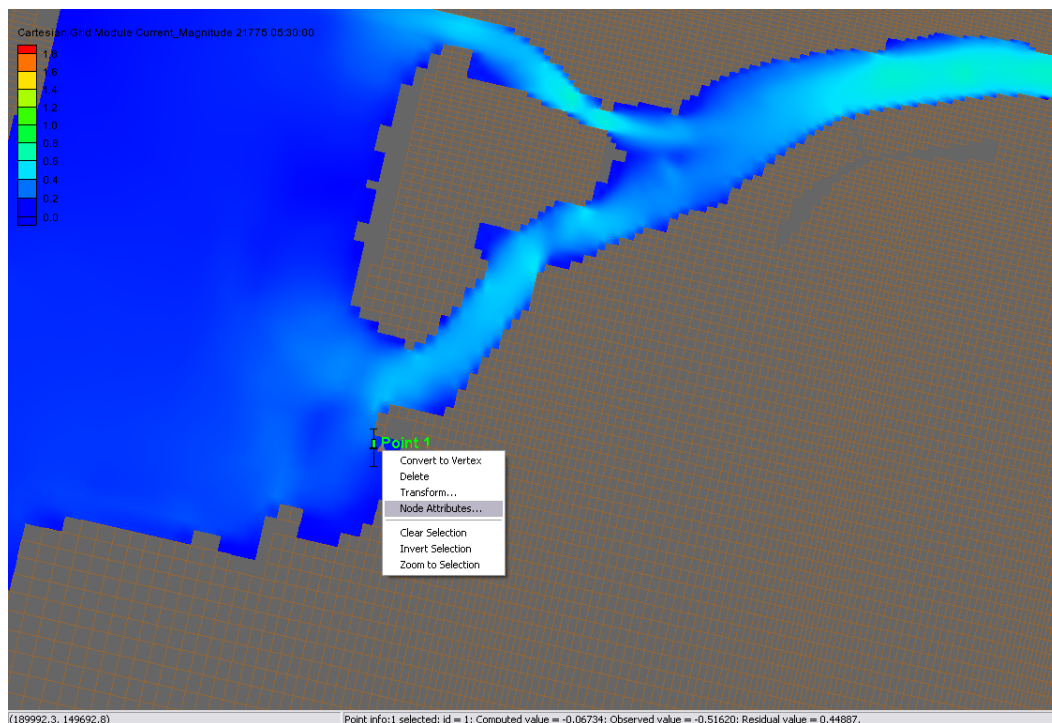 Cartesian Grid Module Current_Magnitude 21775 05:30:00
1.8
1.6
1.4
1.2
1.0
0.8
0.6
0.4
0.2
0.0
Point 1
Convert to Vertex
Delete
Transform...
Node Attributes...
Clear Selection
Invert Selection
Zoom to Selection
(189992.3, 149692.8)
Point info:1 selected: id = 1: Computed value = -0.06734: Observed value = -0.51620: Residual value = 0.44887.